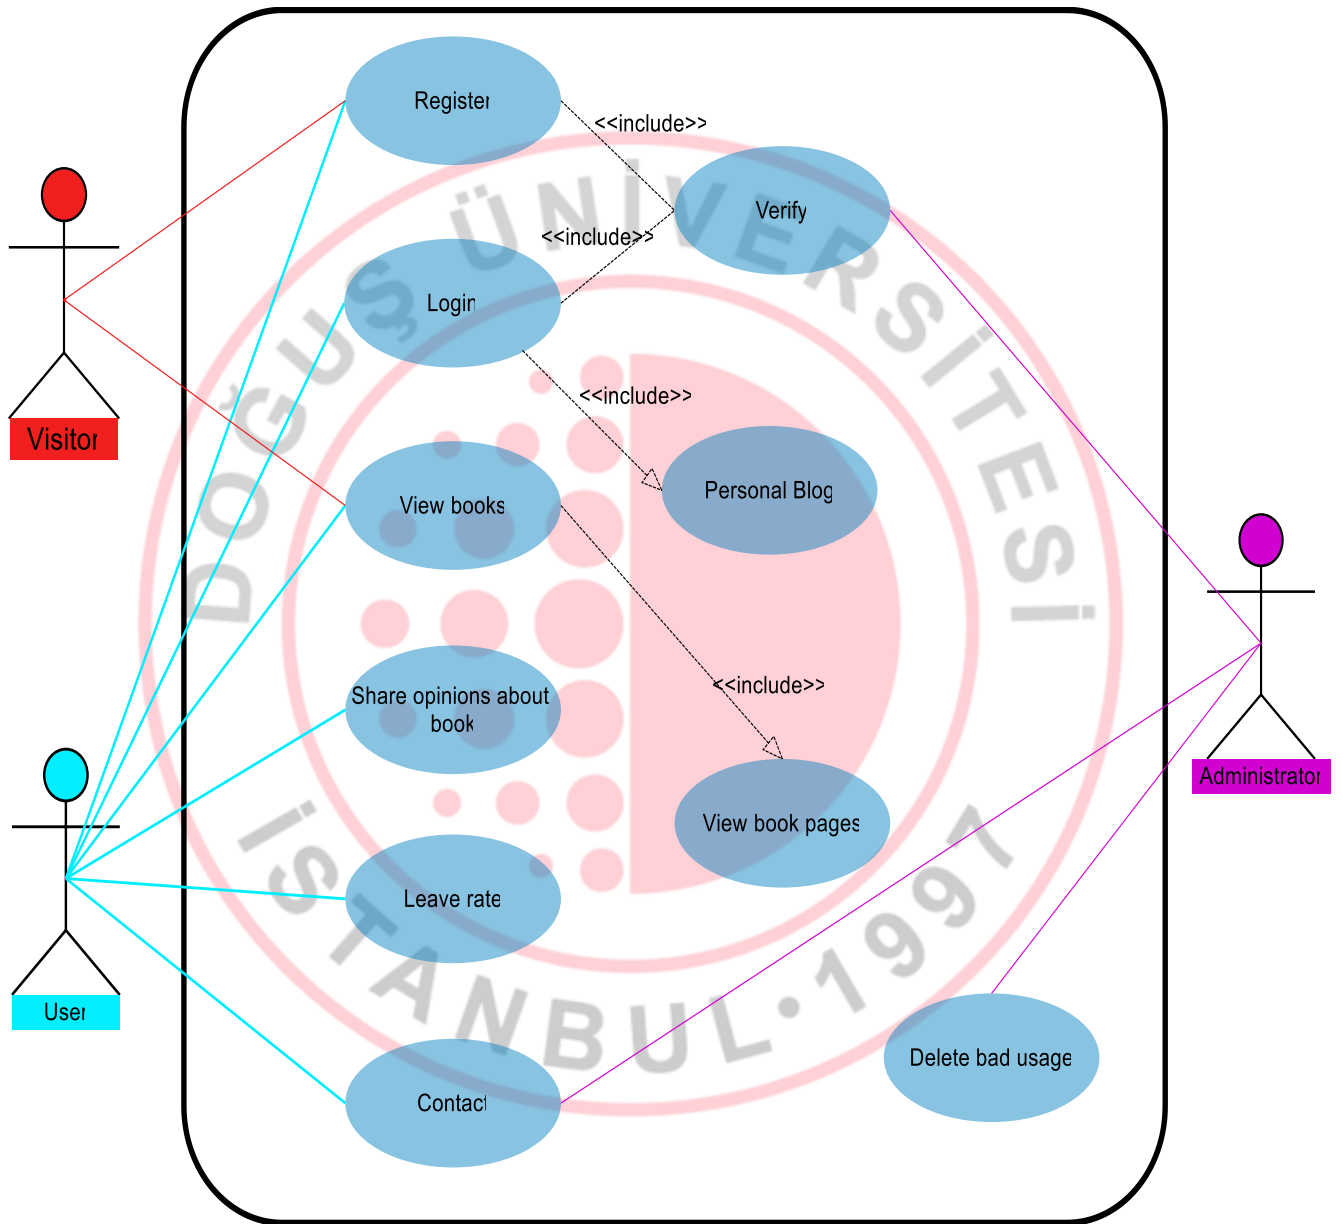 Register
<<include>>
Verify
<<include>>
Login
Visitor
<<include>>
View books
Personal Blog
Share opinions about
book
<<include>>
Administrator
View book pages
Leave rate
User
Delete bad usage
Contact
DOĞUŞ ÜNİVERSİTESİ
İSTANBUL • 1997